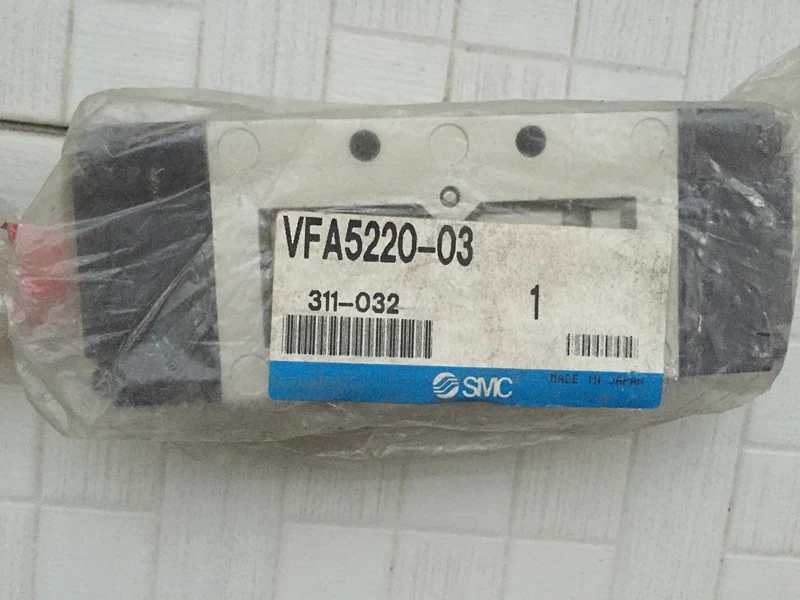 VFA5220-03
311-032
1
SMC
MADE IN JAPAN